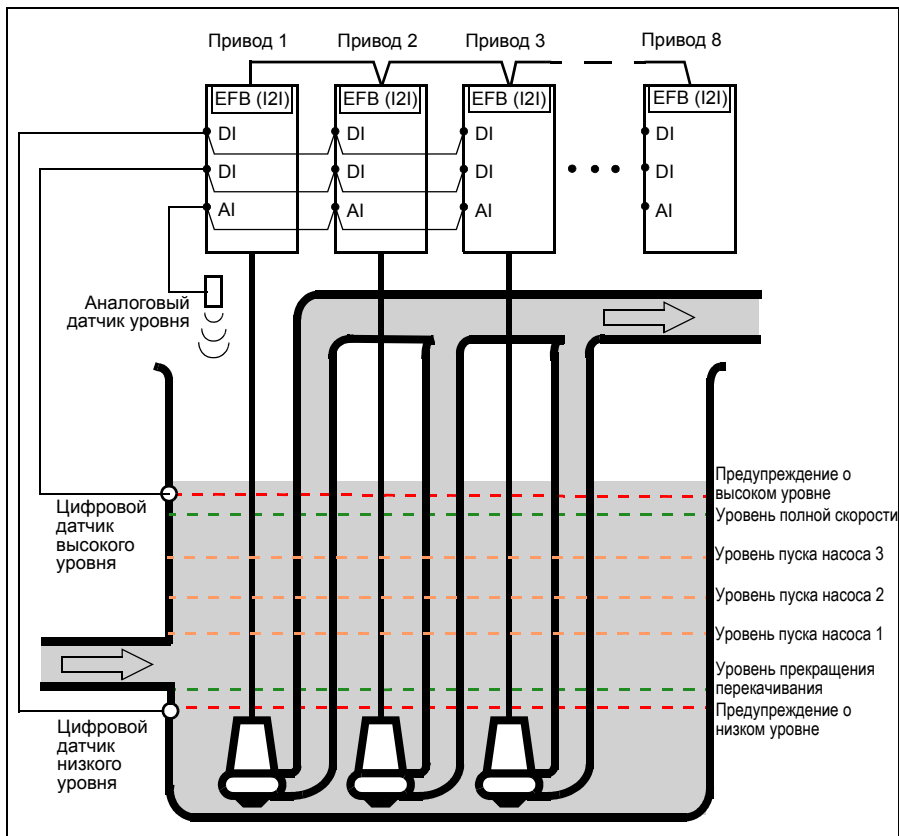 Привод 1 Привод 2 Привод 3 Привод 8
EFB (I2I) EFB (I2I) EFB (I2I) EFB (I2I)
DI DI DI DI
DI DI DI DI
AI AI AI AI
Аналоговый
датчик уровня
Цифровой
датчик
высокого
уровня
Предупреждение о
высоком уровне
Уровень полной скорости
Уровень пуска насоса 3
Уровень пуска насоса 2
Уровень пуска насоса 1
Уровень прекращения
перекачивания
Предупреждение о
низком уровне
Цифровой
датчик
низкого
уровня